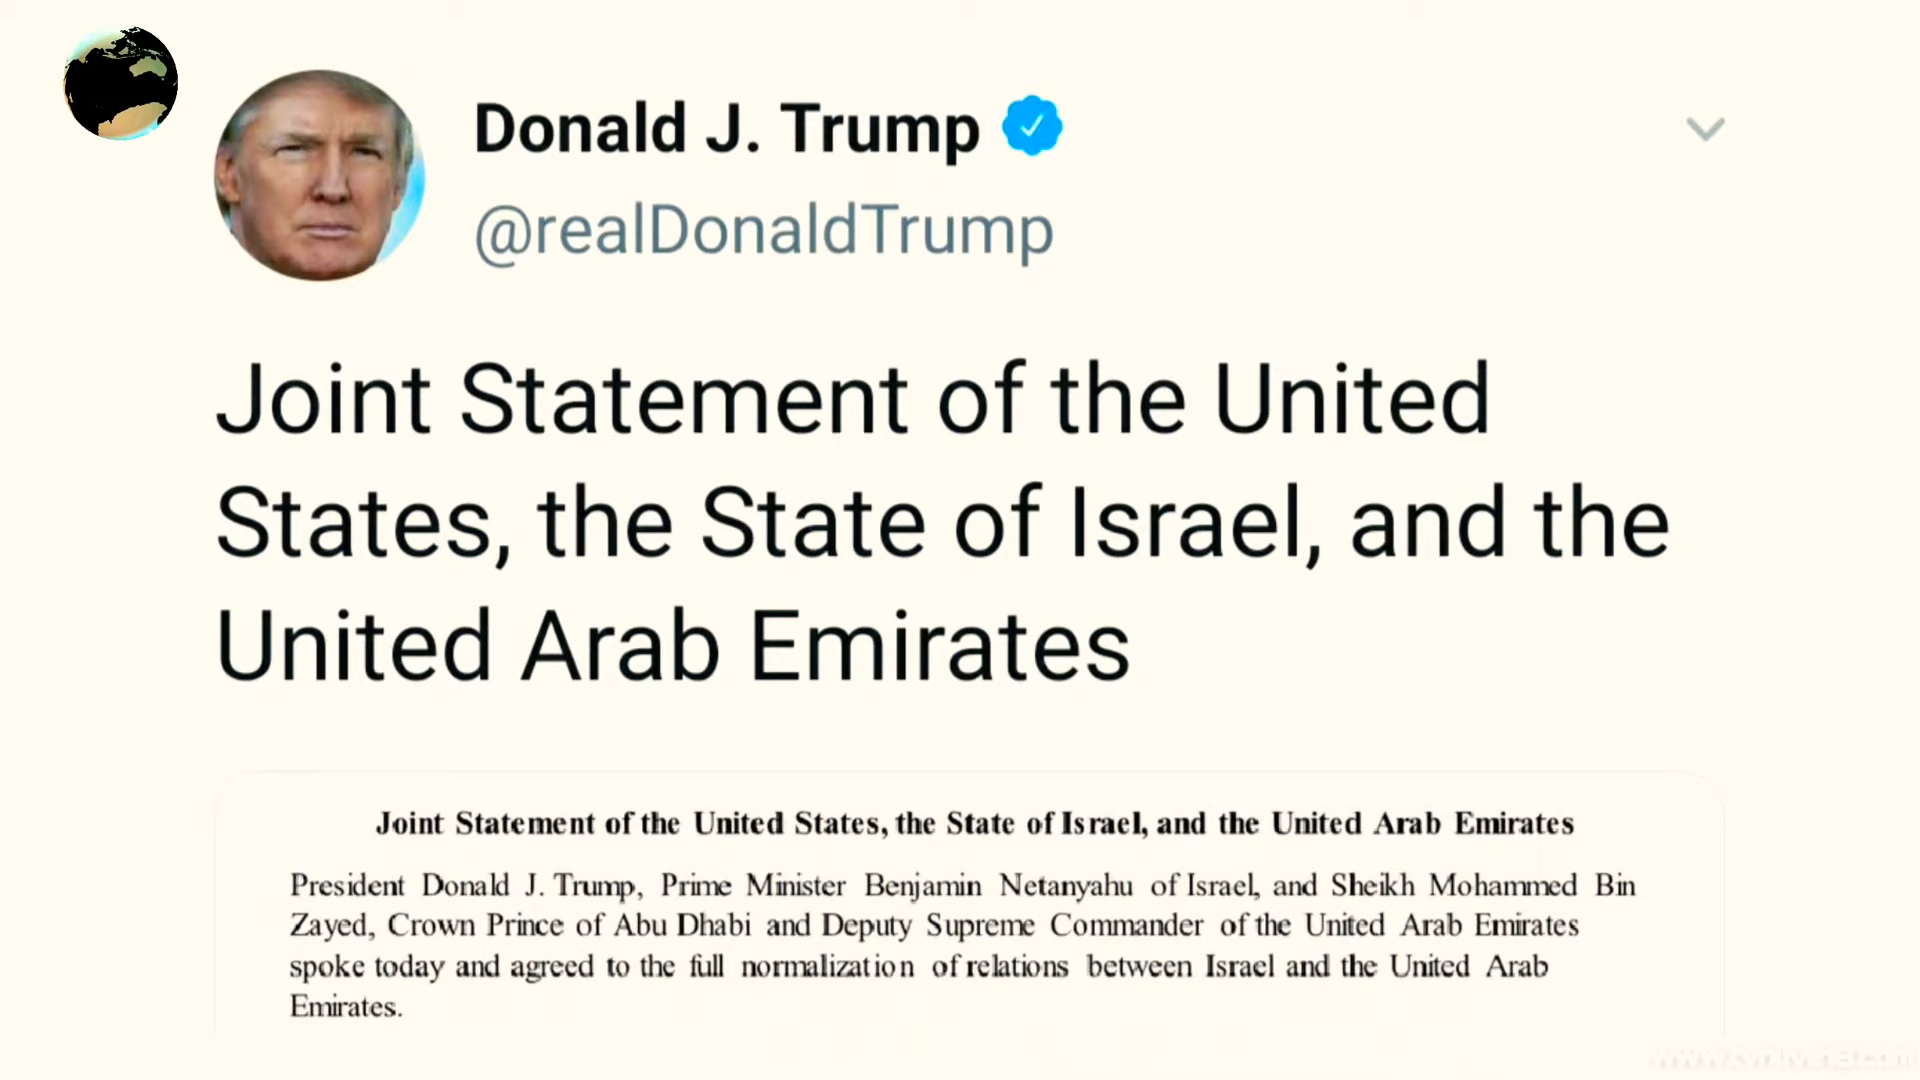 Donald J. Trump
@realDonaldTrump
Joint Statement of the United
States, the State of Israel, and the
United Arab Emirates
Joint Statement of the United States, the State of Israel, and the United Arab Emirates
President Donald J. Trump, Prime Minister Benjamin Netanyahu of Israel, and Sheikh Mohammed Bin
Zayed, Crown Prince of Abu Dhabi and Deputy Supreme Commander of the United Arab Emirates
spoke today and agreed to the full normalization of relations between Israel and the United Arab
Emirates.